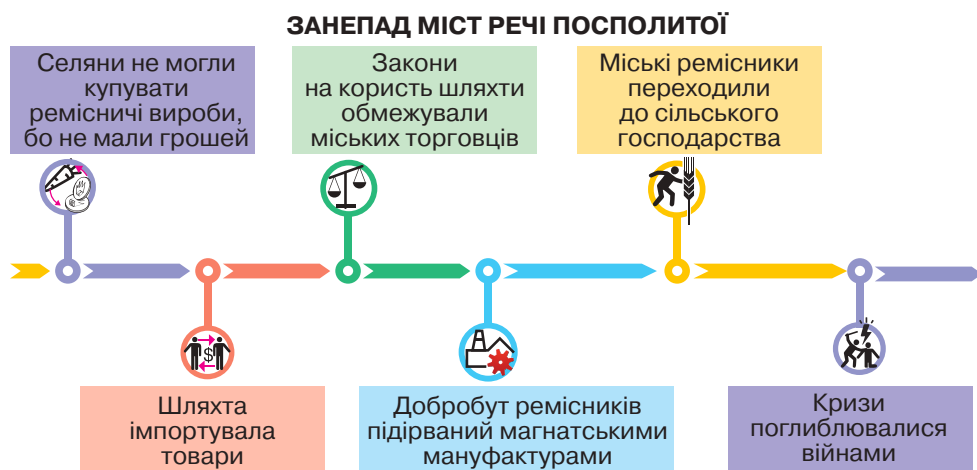 ЗАНЕПАД МІСТ РЕЧІ ПОСПОЛИТОЇ
Селяни не могли
купувати
ремісничі вироби,
бо не мали грошей
Закони
на користь шляхти
обмежували
міських торговців
Міські ремісники
переходили
до сільського
господарства
$
Шляхта
імпортувала
товари
Добробут ремісників
підірваний магнатськими
мануфактурами
Кризи
поглиблювалися
війнами